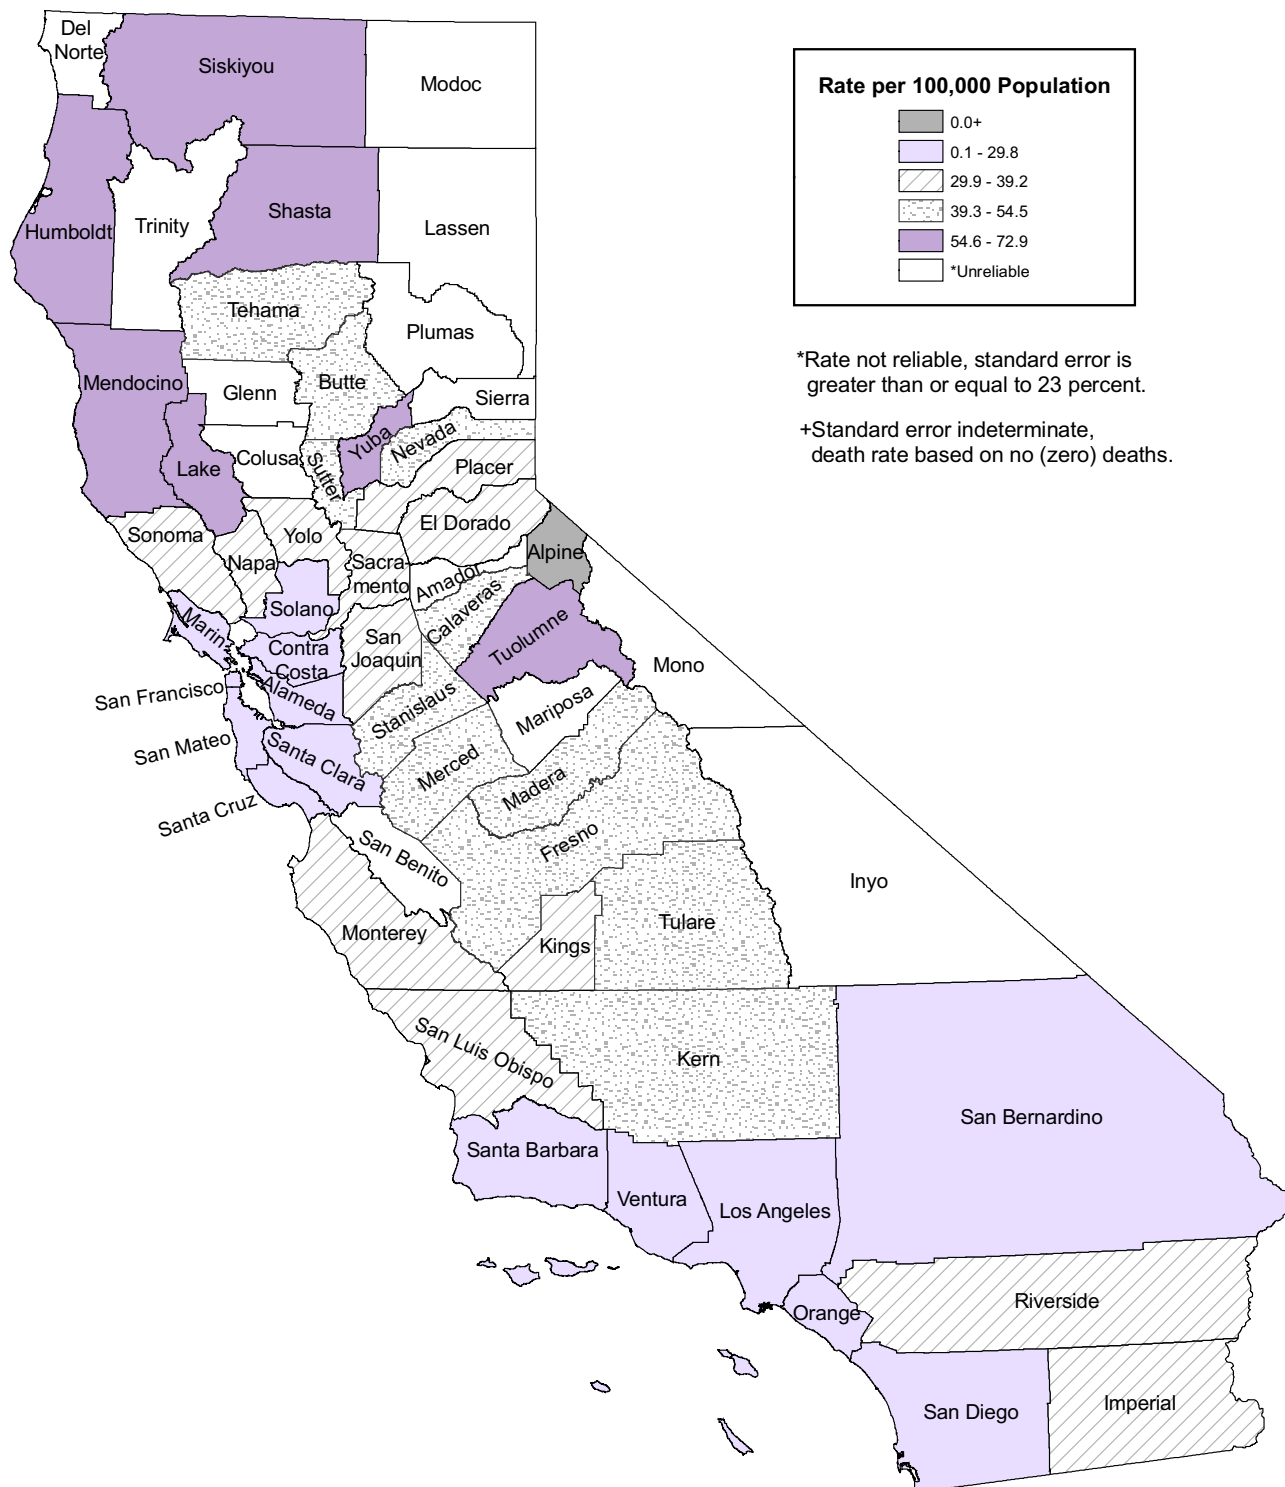 Del
Norte
Siskiyou
Modoc
Rate per 100,000 Population
0.0+
0.1 - 29.8
29.9 - 39.2
39.3 - 54.5
54.6 - 72.9
*Unreliable
Humboldt
Trinity
Shasta
Lassen
Tehama
Plumas
*Rate not reliable, standard error is
greater than or equal to 23 percent.
+Standard error indeterminate,
death rate based on no (zero) deaths.
Mendocino
Glenn
Butte
Sierra
Lake
Colusa
Sutter
Yuba
Nevada
Placer
Sonoma
Napa
Yolo
El Dorado
Sacra-
mento
Amador
Alpine
Solano
Calaveras
Marin
Contra
Costa
San
Joaquin
Tuolumne
Mono
San Francisco
Alameda
Stanislaus
Mariposa
San Mateo
Santa Clara
Merced
Madera
Santa Cruz
San Benito
Fresno
Inyo
Monterey
Kings
Tulare
San Luis Obispo
Kern
San Bernardino
Santa Barbara
Ventura
Los Angeles
Orange
Riverside
San Diego
Imperial